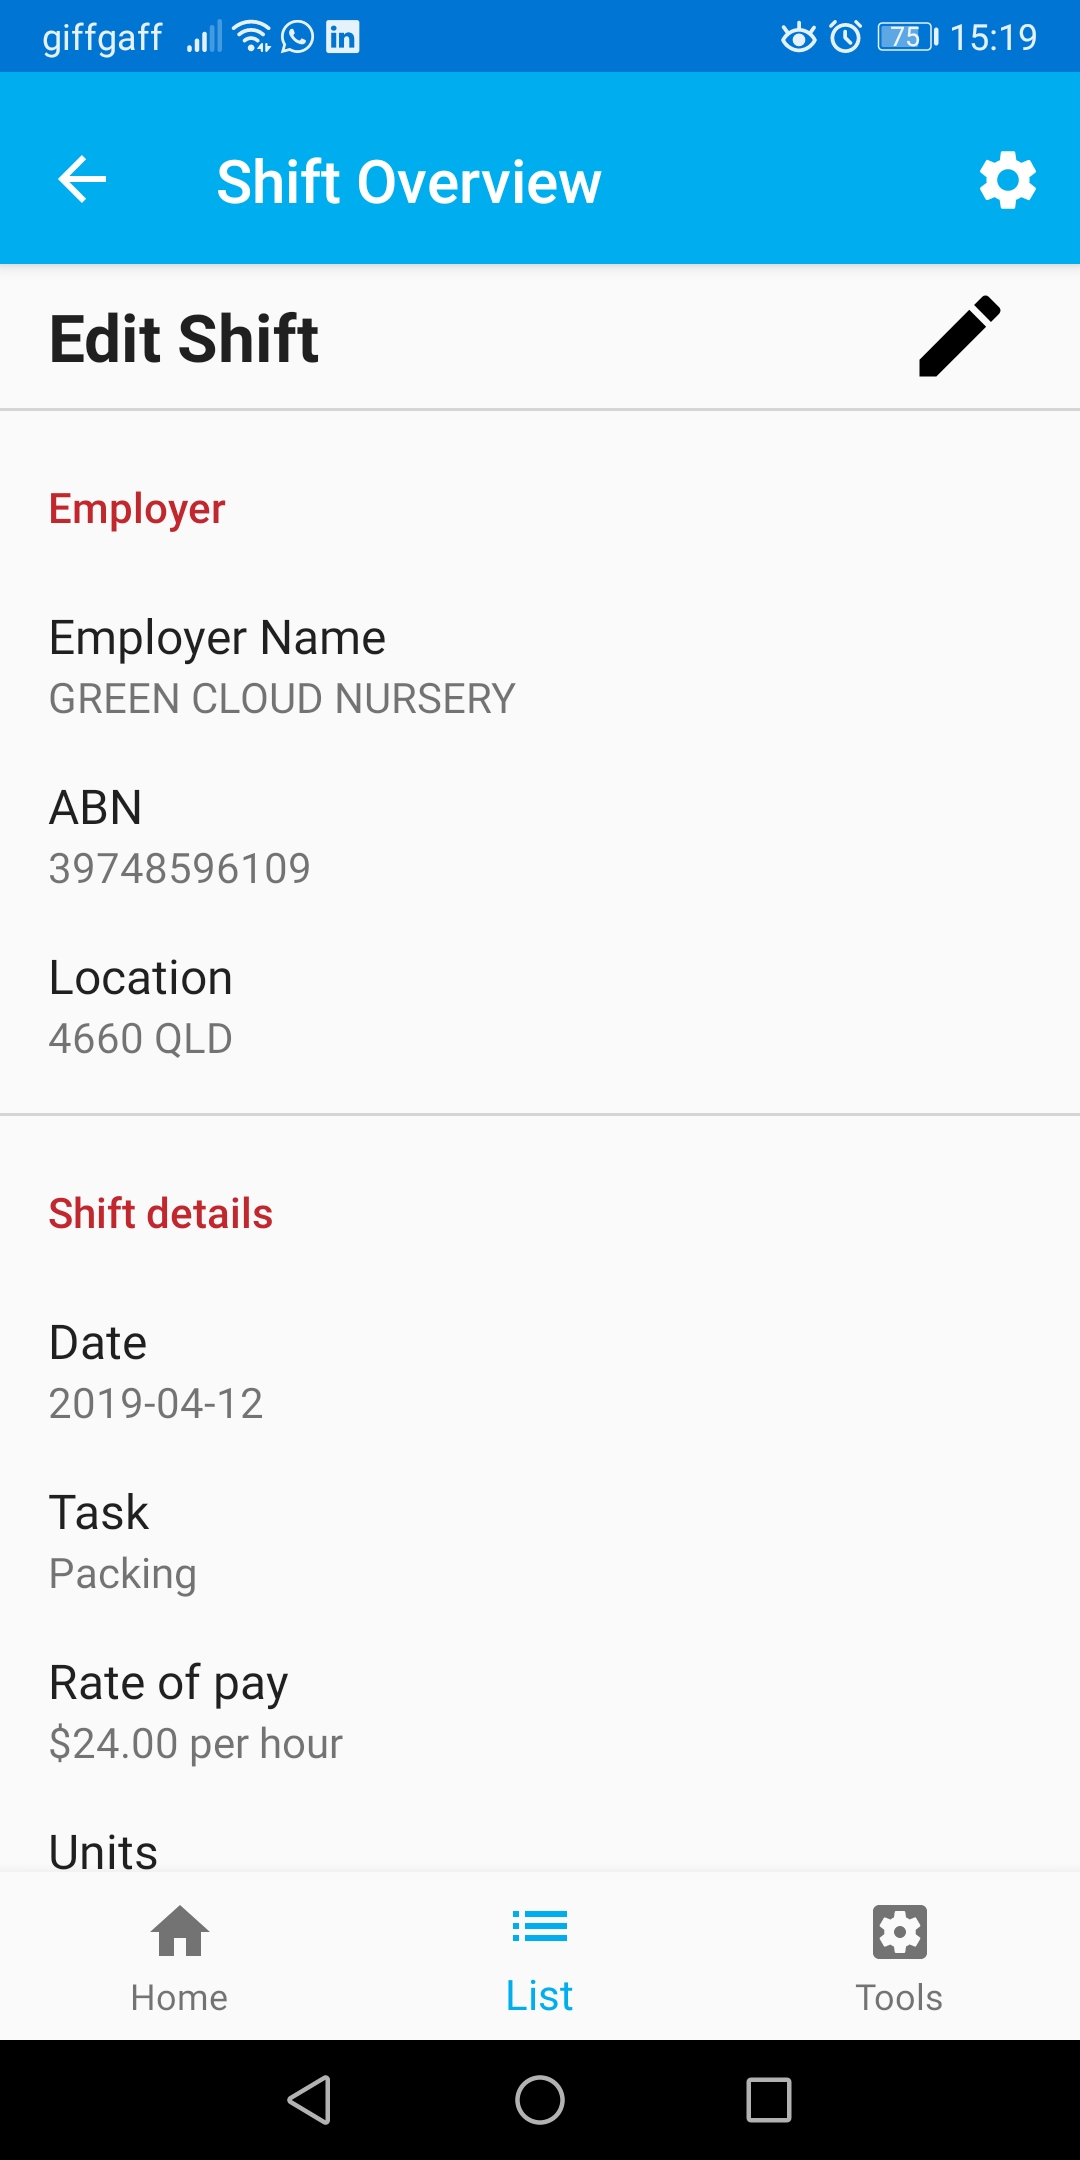 giffgaff 75 15:19
Shift Overview
Edit Shift
Employer
Employer Name
GREEN CLOUD NURSERY
ABN
39748596109
Location
4660 QLD
Shift details
Date
2019-04-12
Task
Packing
Rate of pay
$24.00 per hour
Units
Home List Tools